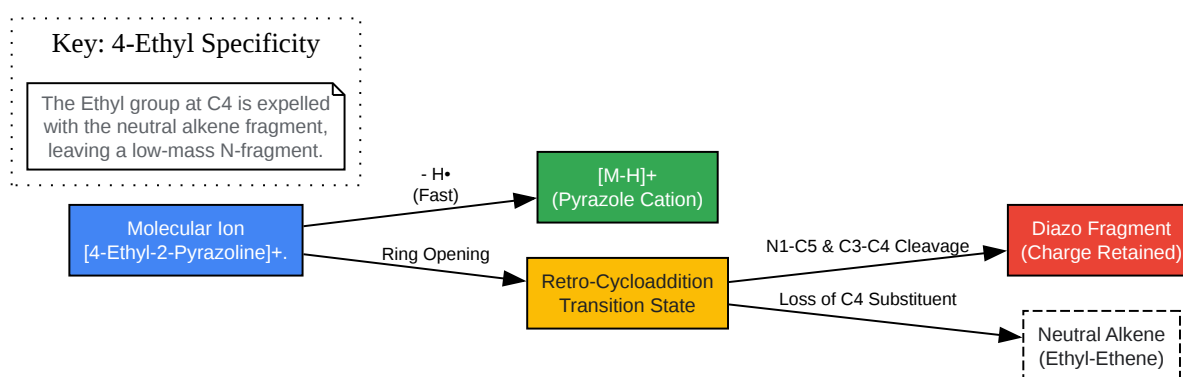 Key: 4-Ethyl Specificity
The Ethyl group at C4 is expelled
with the neutral alkene fragment,
leaving a low-mass N-fragment.
Molecular Ion
[4-Ethyl-2-Pyrazoline]+.
- H•
(Fast)
[M-H]+
(Pyrazole Cation)
Ring Opening
Retro-Cycloaddition
Transition State
N1-C5 & C3-C4 Cleavage
Diazo Fragment
(Charge Retained)
Loss of C4 Substituent
Neutral Alkene
(Ethyl-Ethene)